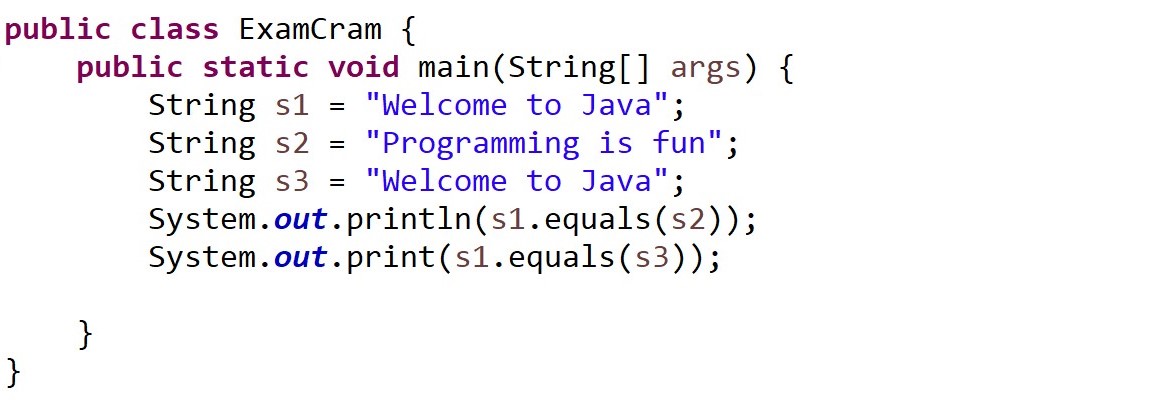 public class ExamCram {
public static void main(String[] args) {
String s1 = "Welcome to Java";
String s2 = "Programming is fun";
String s3 = "Welcome to Java";
System.out.println(s1.equals(s2));
System.out.print(s1.equals(s3));
}
}